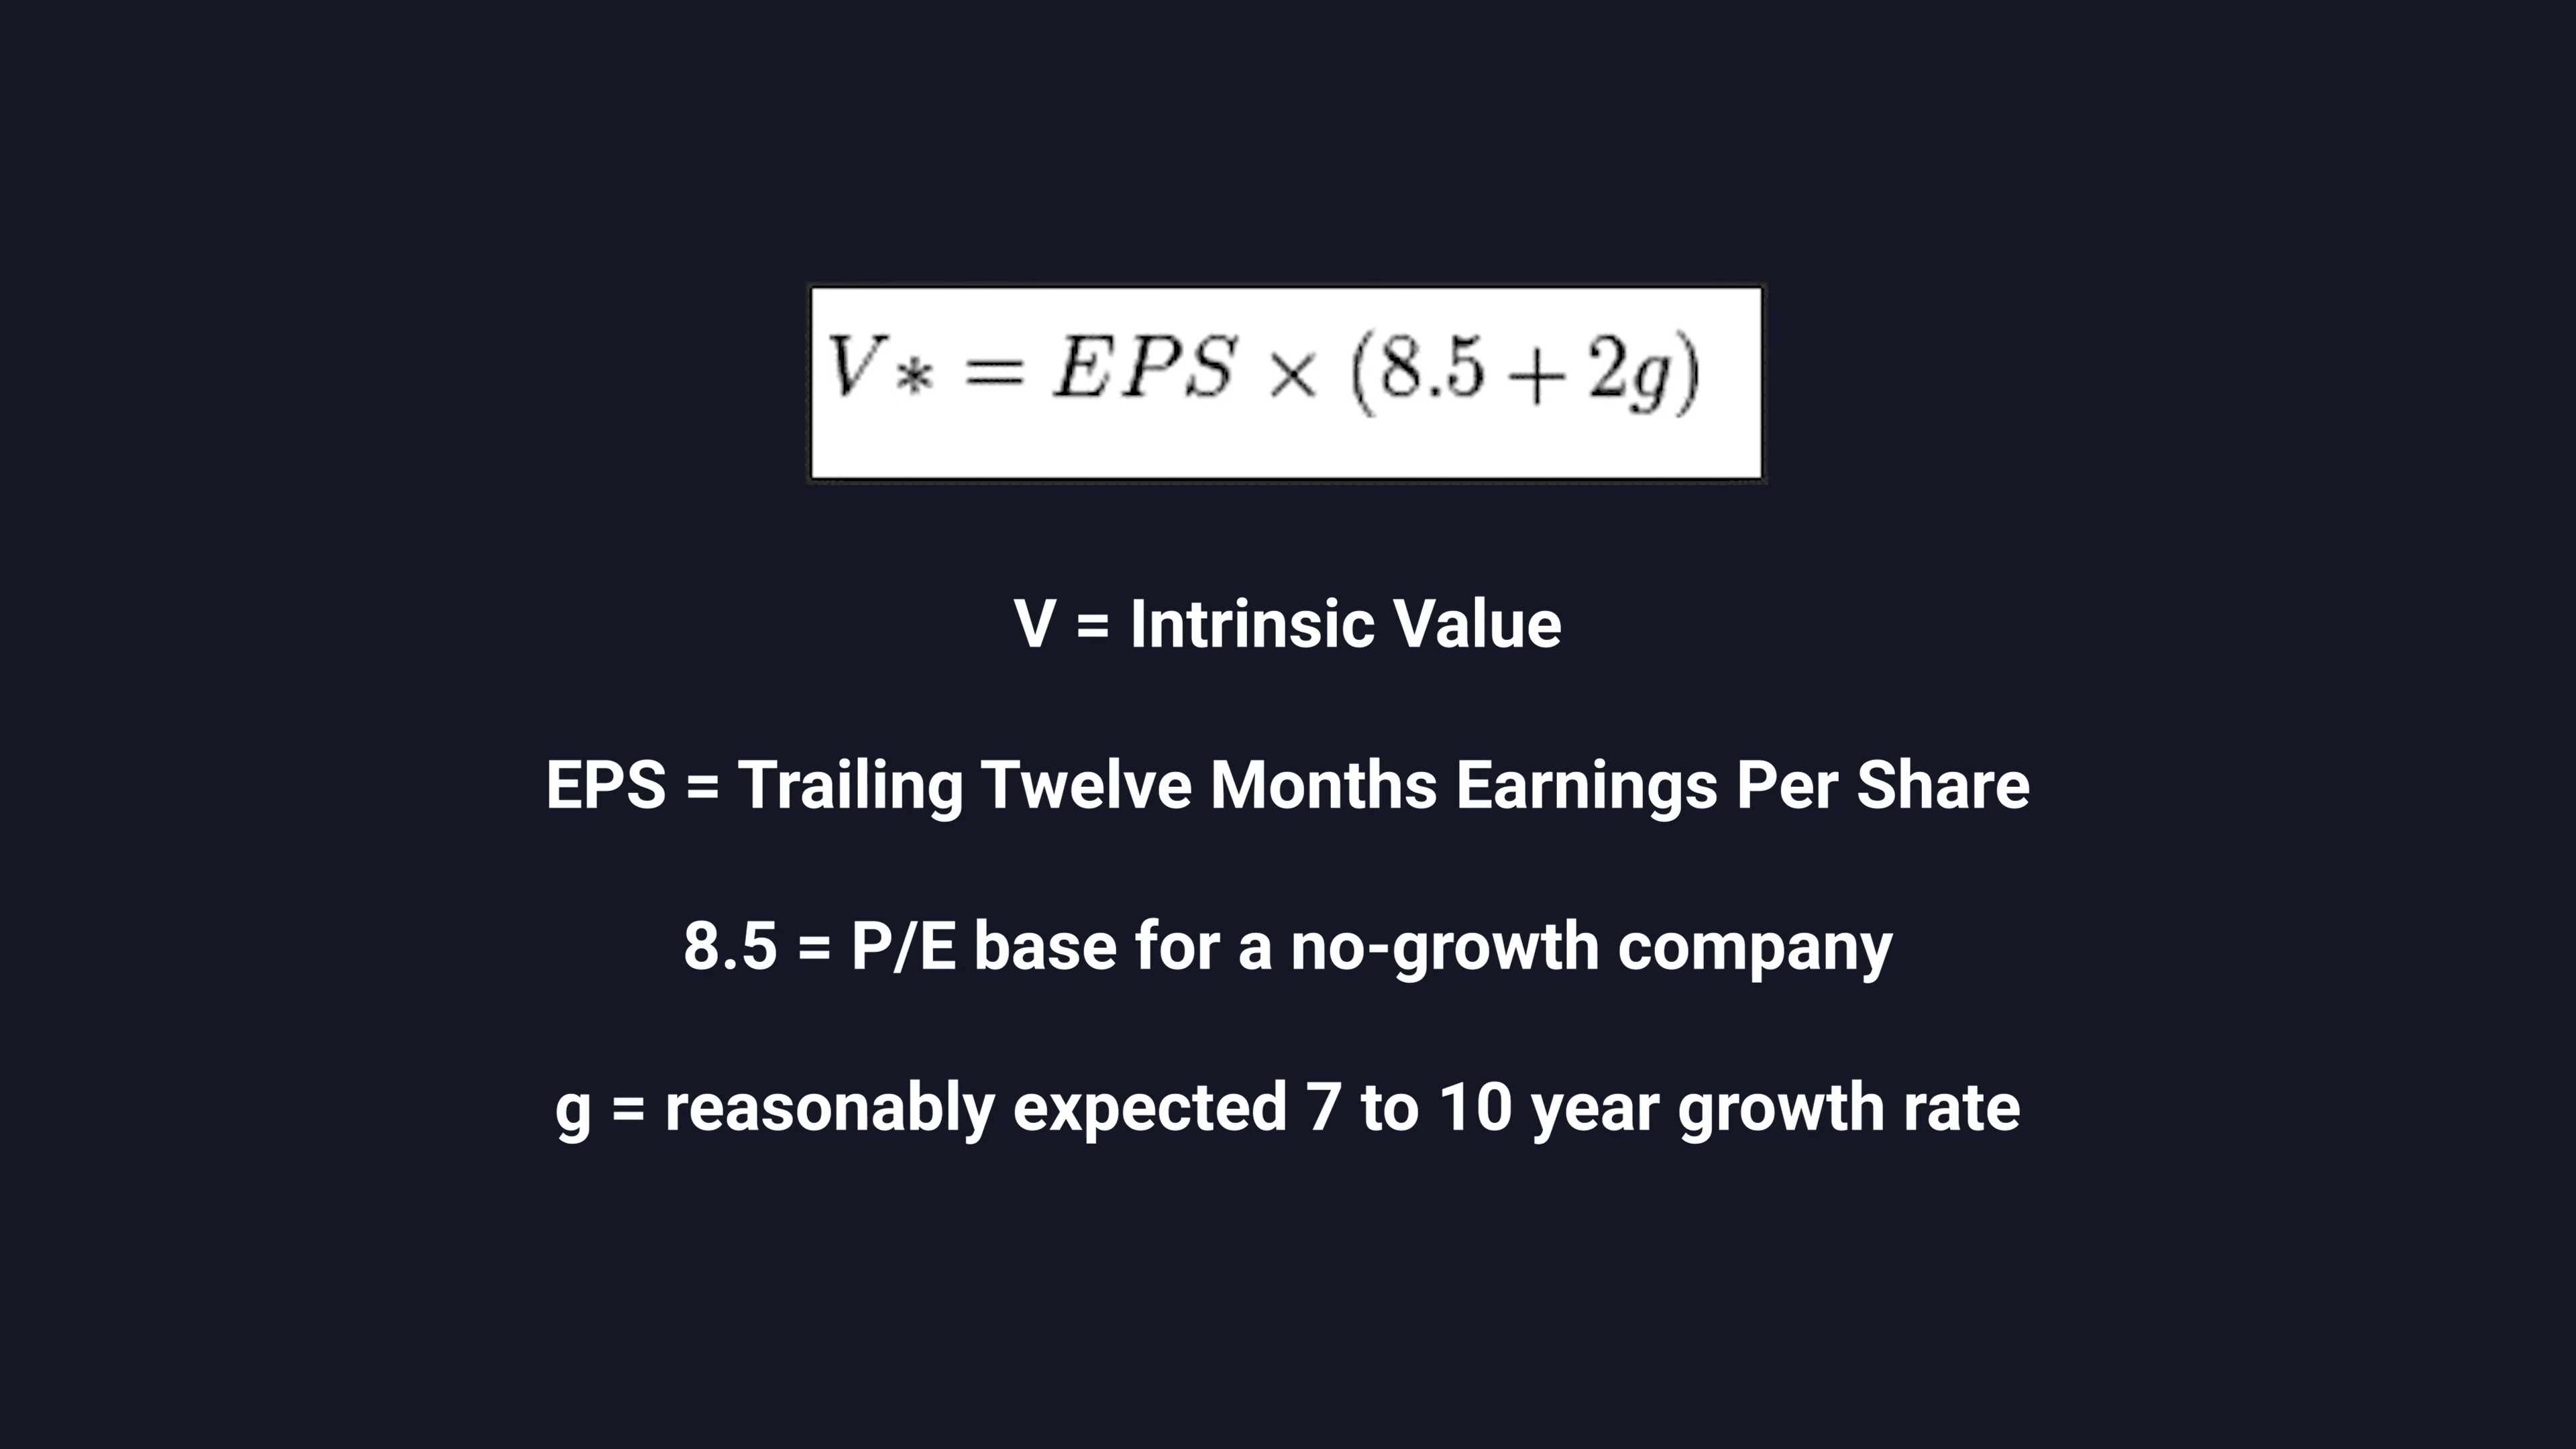 V* = EPS × (8.5 + 2g)
V = Intrinsic Value
EPS = Trailing Twelve Months Earnings Per Share
8.5 = P/E base for a no-growth company
g = reasonably expected 7 to 10 year growth rate